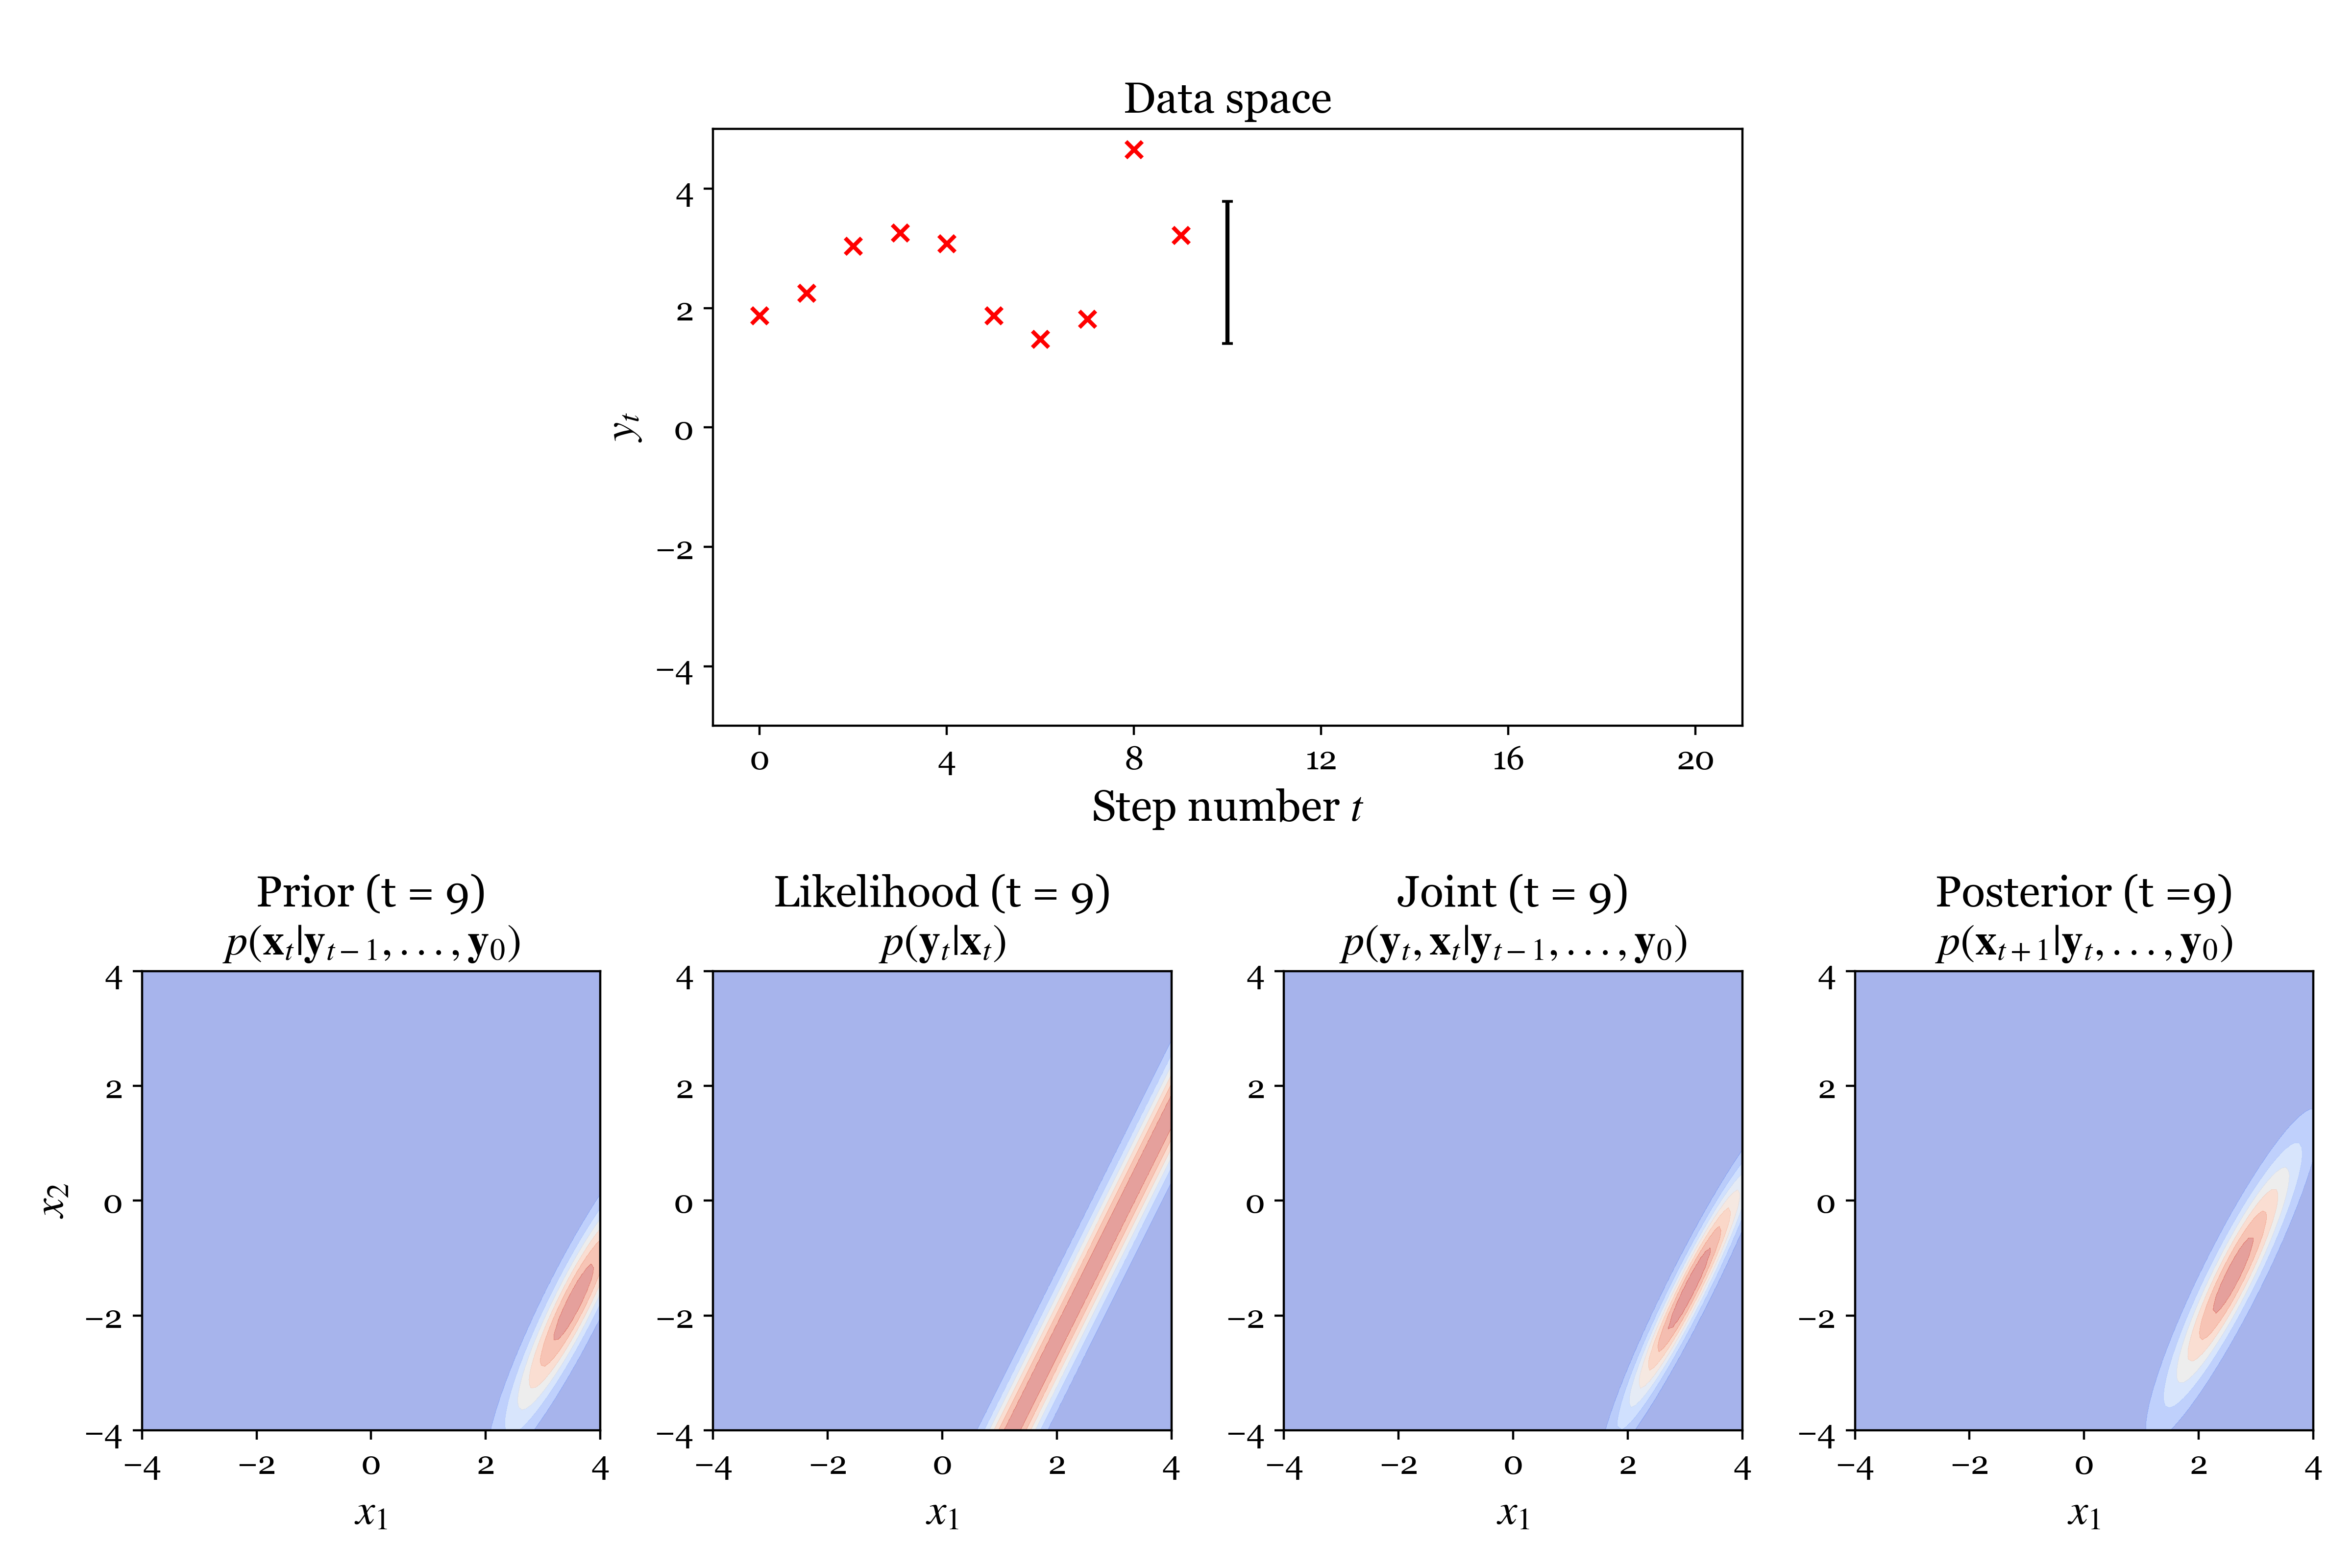 Data space
4
2
0
−2
−4
y_t
0 4 8 12 16 20
Step number t
Prior (t = 9)
p(𝐱_t|𝐲_{t−1}, . . . , 𝐲_0)
4
2
0
−2
−4
x_2
−4 −2 0 2 4
x_1
Likelihood (t = 9)
p(𝐲_t|𝐱_t)
4
2
0
−2
−4
−4 −2 0 2 4
x_1
Joint (t = 9)
p(𝐲_t, 𝐱_t|𝐲_{t−1}, . . . , 𝐲_0)
4
2
0
−2
−4
−4 −2 0 2 4
x_1
Posterior (t =9)
p(𝐱_{t+1}|𝐲_t, . . . , 𝐲_0)
4
2
0
−2
−4
−4 −2 0 2 4
x_1